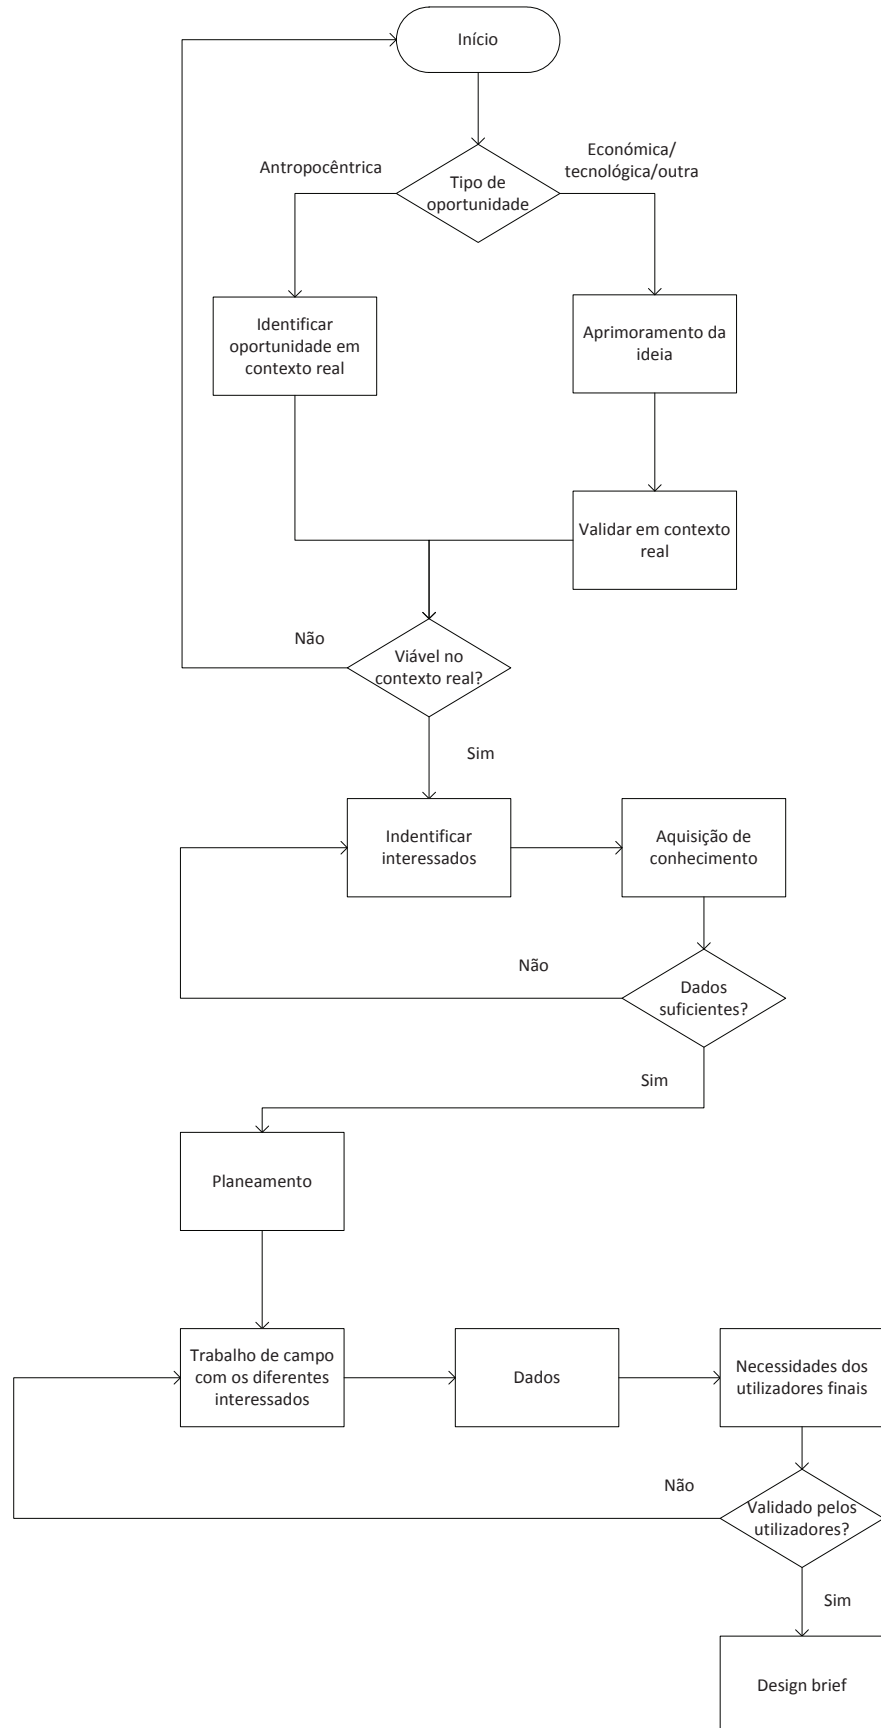 Início
Antropocêntrica
Económica/
tecnológica/outra
Tipo de
oportunidade
Identificar
oportunidade em
contexto real
Aprimoramento da
ideia
Validar em contexto
real
Não
Viável no
contexto real?
Sim
Indentificar
interessados
Aquisição de
conhecimento
Não
Dados
suficientes?
Sim
Planeamento
Trabalho de campo
com os diferentes
interessados
Dados
Necessidades dos
utilizadores finais
Não
Validado pelos
utilizadores?
Sim
Design brief